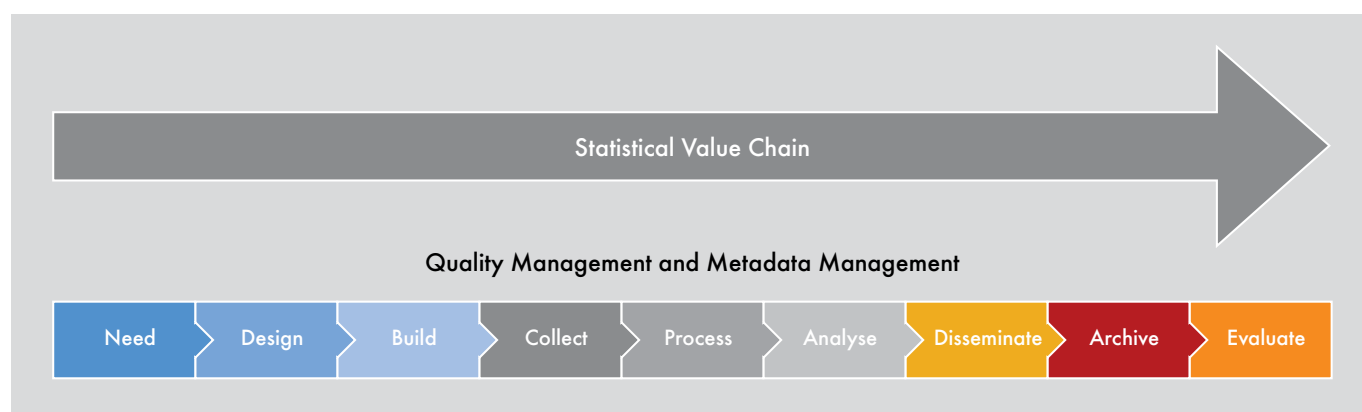 Statistical Value Chain
Quality Management and Metadata Management
Need Design Build Collect Process Analyse Disseminate Archive Evaluate